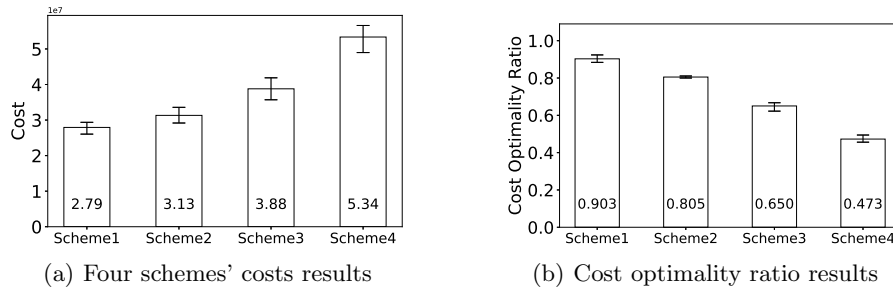 1e7
5
4
3
2
1
0
Cost
2.79
3.13
3.88
5.34
Scheme1
Scheme2
Scheme3
Scheme4
(a) Four schemes' costs results
1.0
0.8
0.6
0.4
0.2
0.0
Cost Optimality Ratio
0.903
0.805
0.650
0.473
Scheme1
Scheme2
Scheme3
Scheme4
(b) Cost optimality ratio results